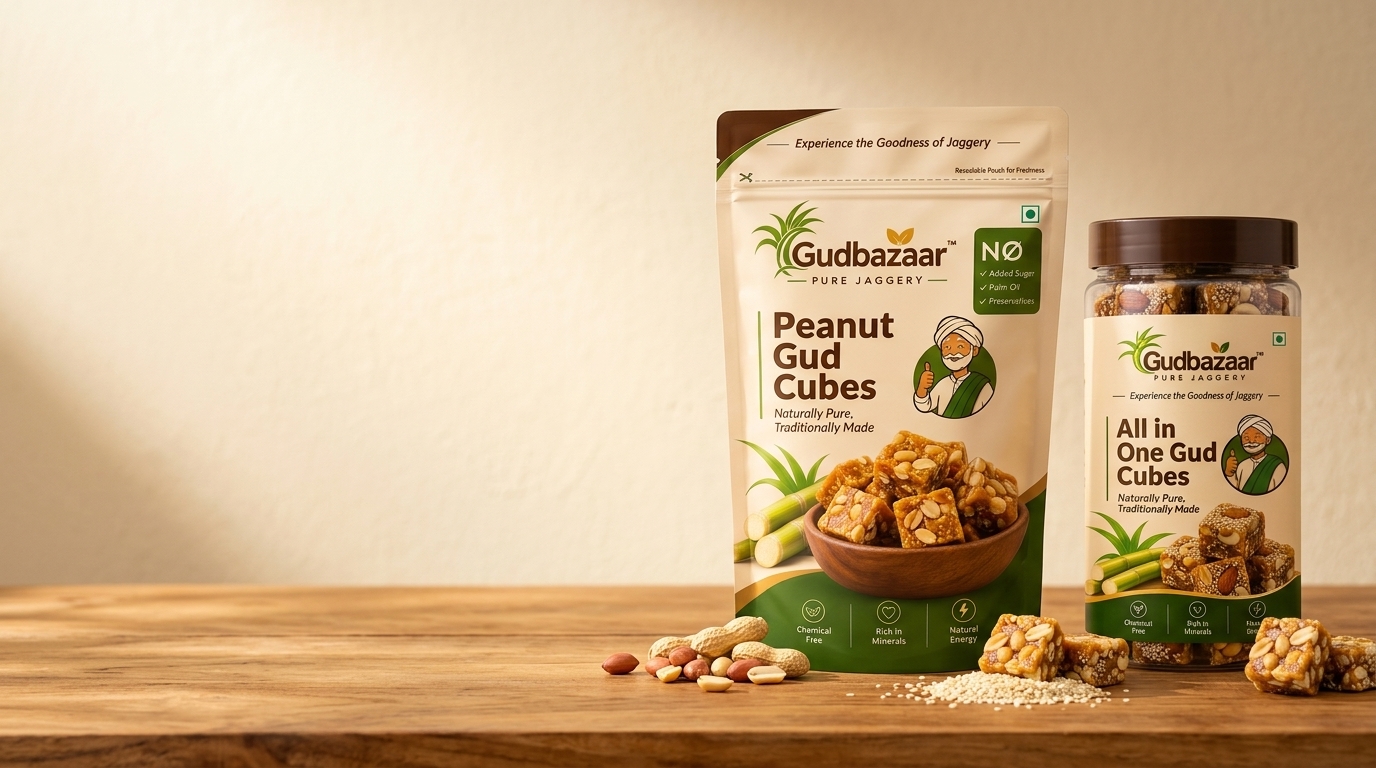 Experience the Goodness of Jaggery
Resealable Pouch for Freshness
Gudbazaar™
PURE JAGGERY
NO
✓ Added Sugar
✓ Palm Oil
✓ Preservatives
Peanut
Gud
Cubes
Naturally Pure,
Traditionally Made
Chemical
Free
Rich In
Minerals
Naturel
Energy
Gudbazaar™
PURE JAGGERY
Experience the Goodness of Jaggery
All in
One Gud
Cubes
Naturally Pure,
Traditionally Made
Free
Minerals